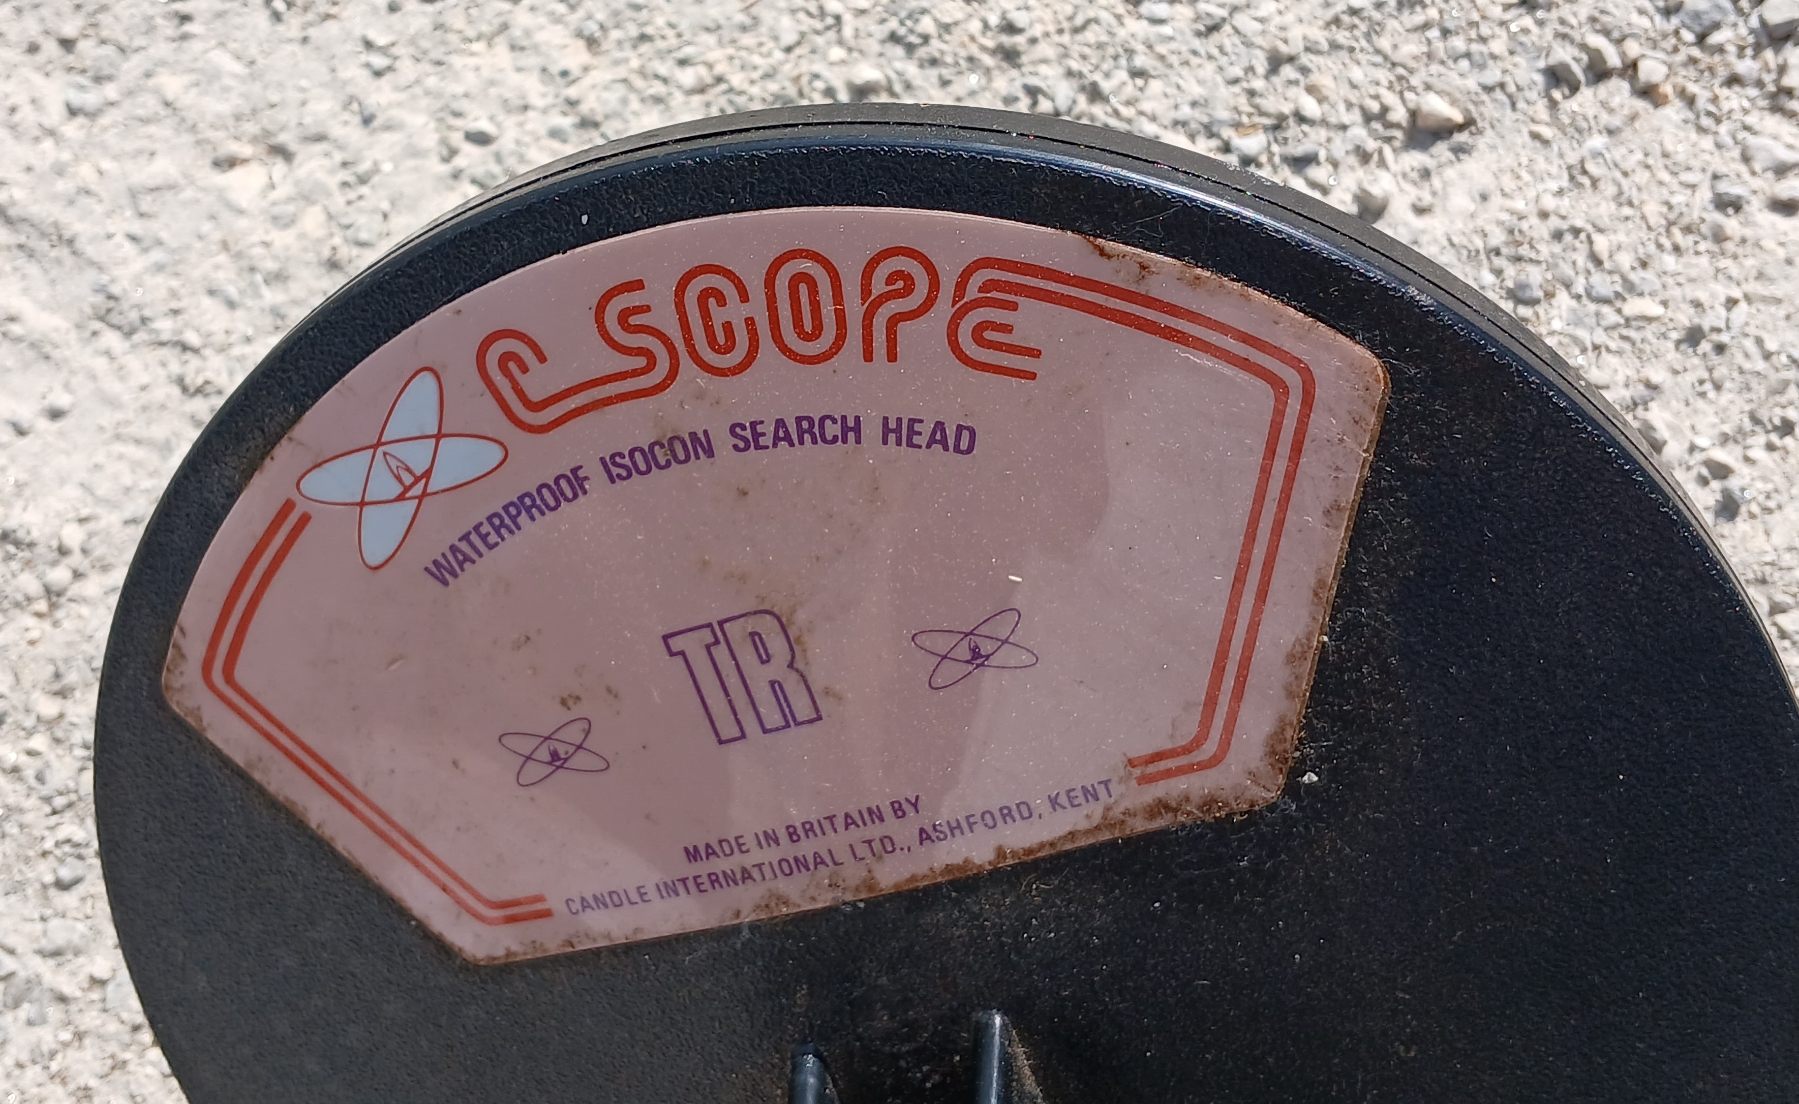 C SCOPE
WATERPROOF ISOCON SEARCH HEAD
TR
MADE IN BRITAIN BY
CANDLE INTERNATIONAL LTD., ASHFORD, KENT